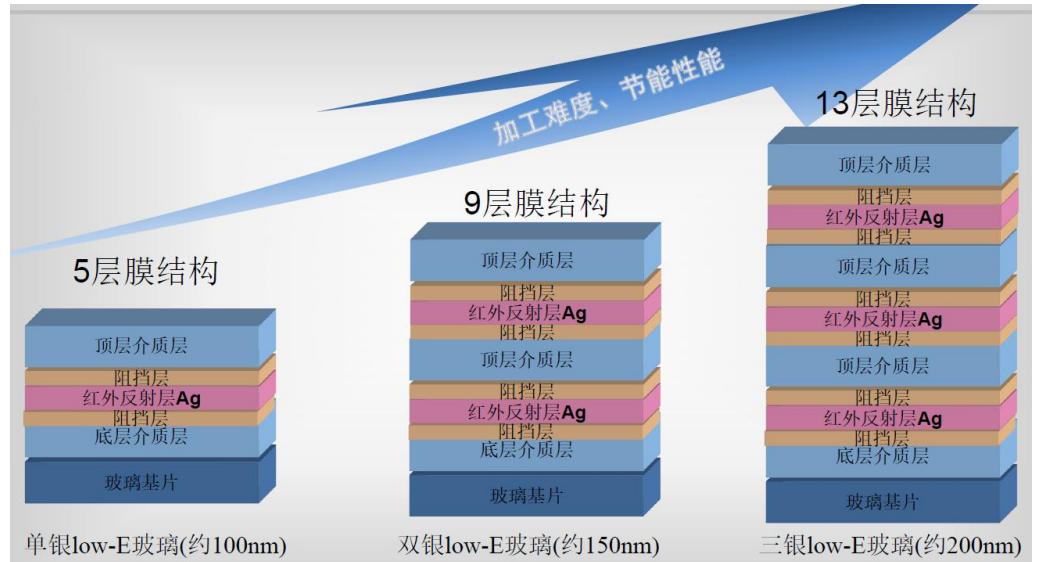 加工难度、节能性能
5层膜结构
顶层介质层
阻挡层
红外反射层Ag
阻挡层
底层介质层
玻璃基片
单银low-E玻璃(约100nm)
9层膜结构
顶层介质层
阻挡层
红外反射层Ag
阻挡层
顶层介质层
阻挡层
红外反射层Ag
阻挡层
底层介质层
玻璃基片
双银low-E玻璃(约150nm)
13层膜结构
顶层介质层
阻挡层
红外反射层Ag
阻挡层
顶层介质层
阻挡层
红外反射层Ag
阻挡层
顶层介质层
阻挡层
红外反射层Ag
阻挡层
底层介质层
玻璃基片
三银low-E玻璃(约200nm)